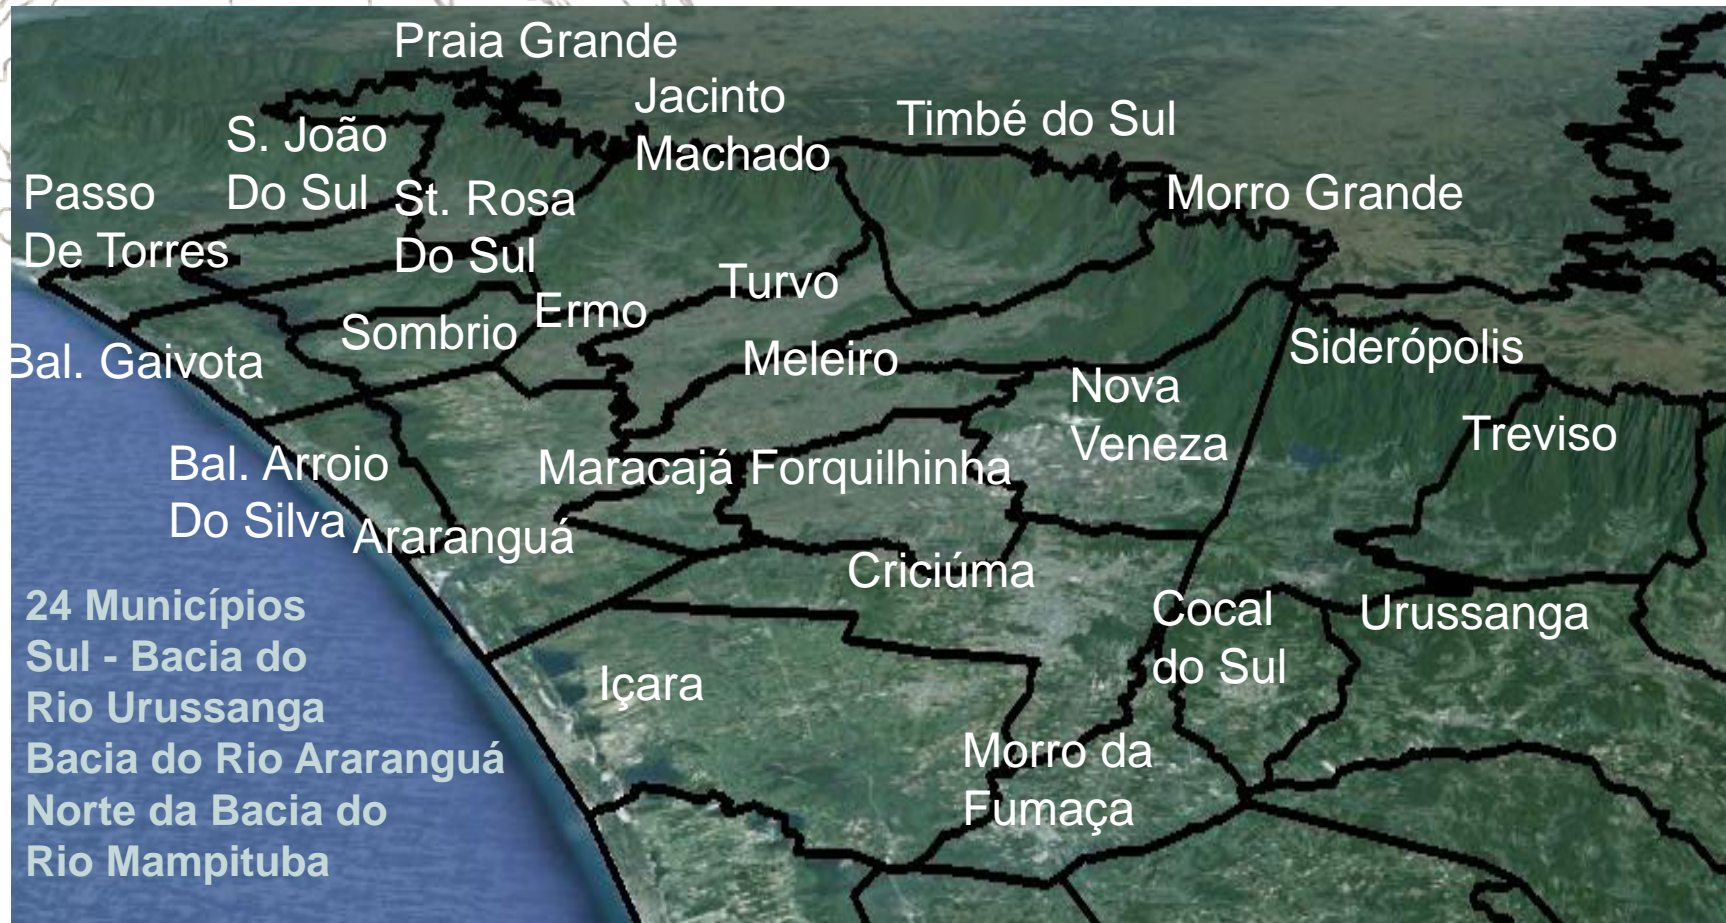 Praia Grande
Jacinto
Machado
Timbé do Sul
S. João
Do Sul
Passo
De Torres
St. Rosa
Do Sul
Morro Grande
Turvo
Ermo
Sombrio
Bal. Gaivota
Meleiro
Siderópolis
Nova
Veneza
Treviso
Bal. Arroio
Do Silva
Maracajá
Forquilhinha
Araranguá
Criciúma
Cocal
do Sul
Urussanga
Içara
Morro da
Fumaça
24 Municípios
Sul - Bacia do
Rio Urussanga
Bacia do Rio Araranguá
Norte da Bacia do
Rio Mampituba